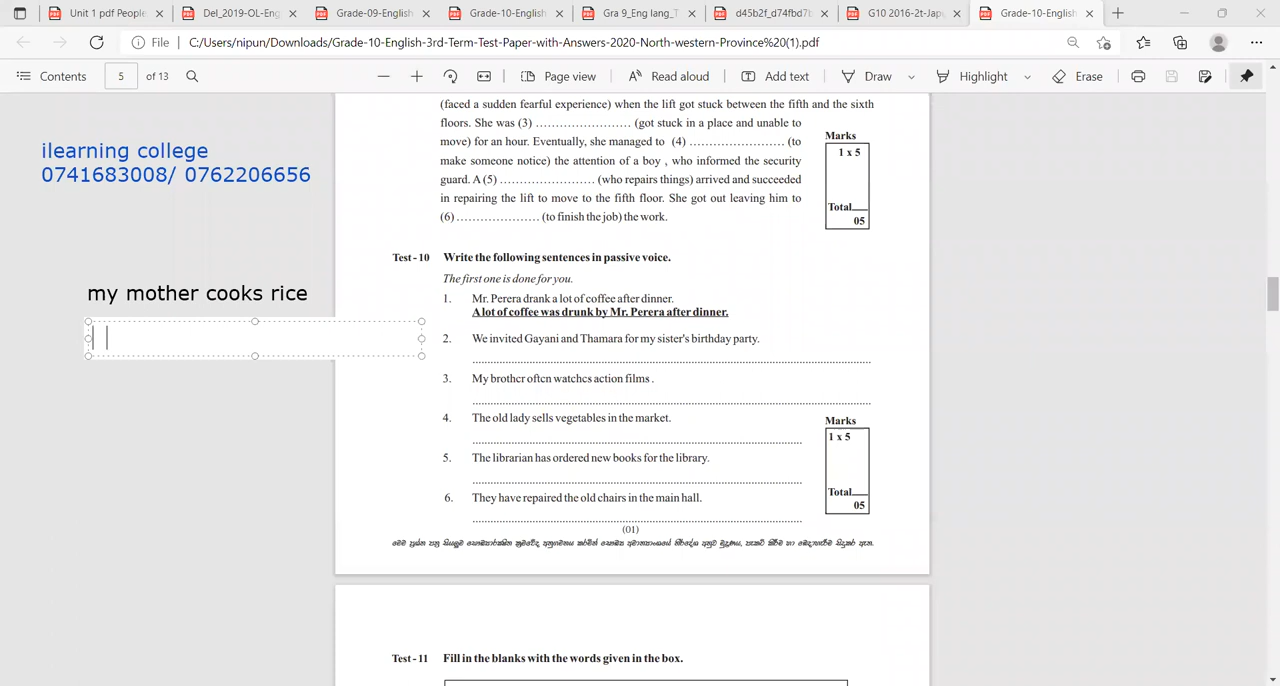 Unit 1 pdf People
Del_2019-OL-Eng
Grade-09-English
Grade-10-English
Gra 9_Eng lang_T
d45b2f_d74fbd7b
G10 2016-2t-Jap
Grade-10-English
File
C:/Users/nipun/Downloads/Grade-10-English-3rd-Term-Test-Paper-with-Answers-2020-North-western-Province%20(1).pdf
Contents
5
of 13
Page view
Read aloud
Add text
Draw
Highlight
Erase
ilearning college
0741683008/ 0762206656
my mother cooks rice
(faced a sudden fearful experience) when the lift got stuck between the fifth and the sixth
floors. She was (3) ........................ (got stuck in a place and unable to
move) for an hour. Eventually, she managed to (4) ........................ (to
make someone notice) the attention of a boy , who informed the security
guard. A (5) ........................ (who repairs things) arrived and succeeded
in repairing the lift to move to the fifth floor. She got out leaving him to
(6) ..................... (to finish the job) the work.
Marks
1 x 5
Total
05
Test - 10 Write the following sentences in passive voice.
The first one is done for you.
1. Mr. Perera drank a lot of coffee after dinner.
A lot of coffee was drunk by Mr. Perera after dinner.
2. We invited Gayani and Thamara for my sister's birthday party.
3. My brother often watches action films .
4. The old lady sells vegetables in the market.
5. The librarian has ordered new books for the library.
6. They have repaired the old chairs in the main hall.
Marks
1 x 5
Total
05
(01)
Test - 11 Fill in the blanks with the words given in the box.